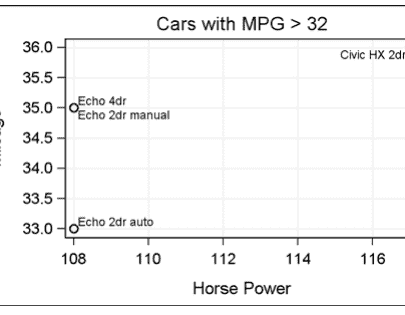 Cars with MPG > 32
36.0
Civic HX 2dr
35.5
35.0
Echo 4dr
Echo 2dr manual
34.5
34.0
33.5
33.0
Echo 2dr auto
108 110 112 114 116
Horse Power